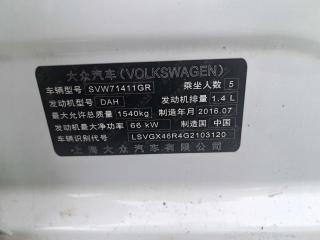 大众汽车(VOLKSWAGEN)
车辆型号 SVW71411GR 乘坐人数 5
发动机型号 DAH 发动机排量 1.4 L
最大允许总质量 1540kg 制造年月 2016.07
最大净功率 66 kW 制造国 中国
车辆识别代号 LSVGX46R4G2103120
上海大众汽车有限公司